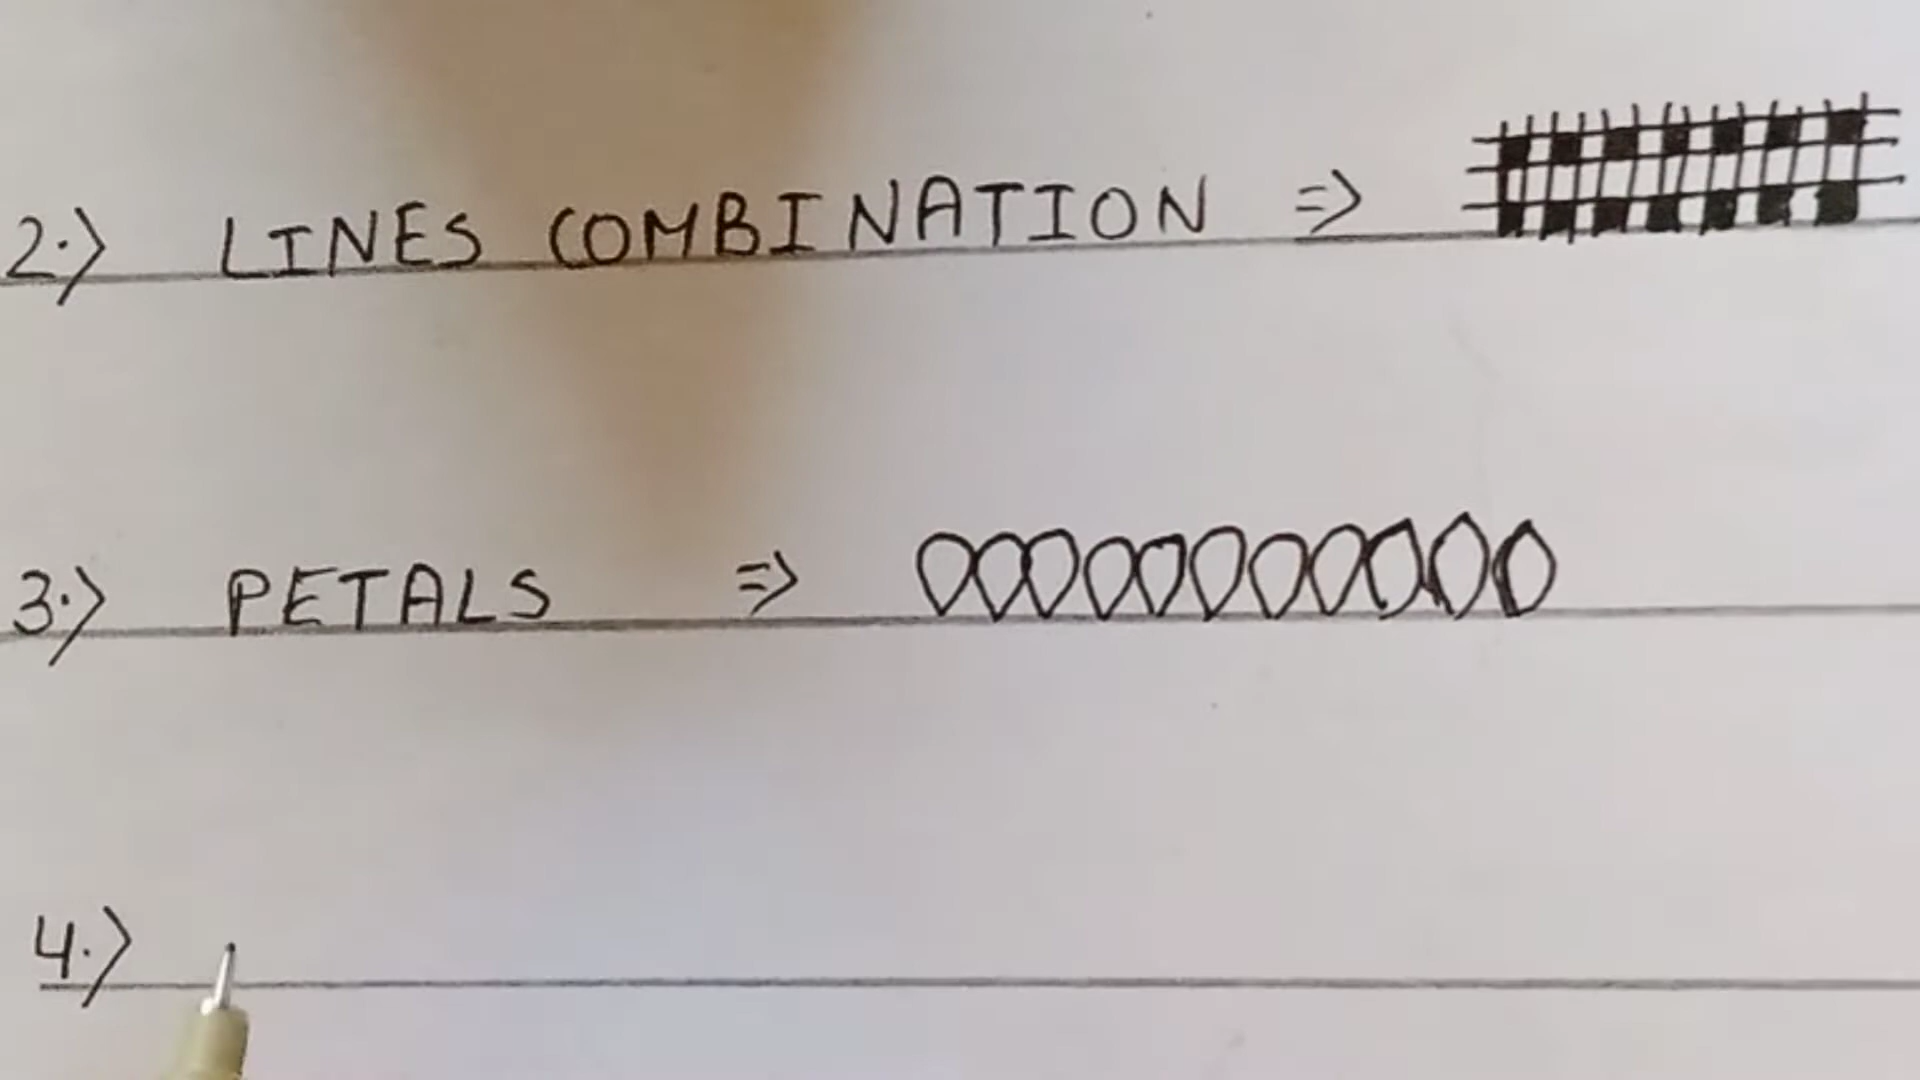 2.) LINES COMBINATION =>
3.) PETALS =>
4.)